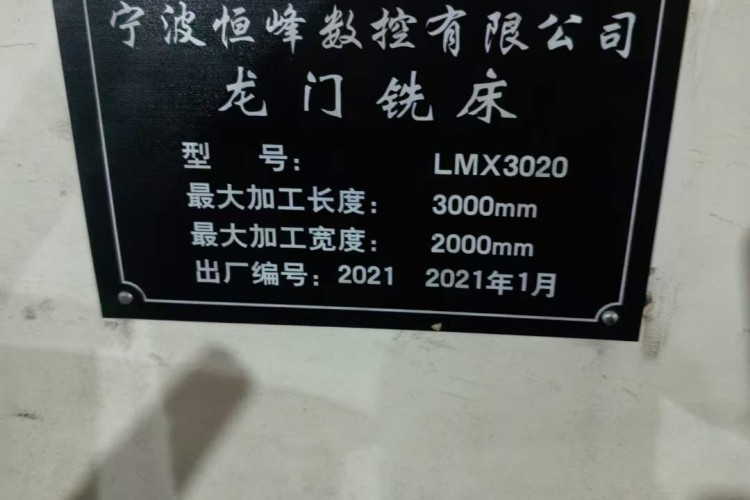 宁波恒峰数控有限公司
龙门铣床
型 号： LMX3020
最大加工长度： 3000mm
最大加工宽度： 2000mm
出厂编号：2021 2021年1月